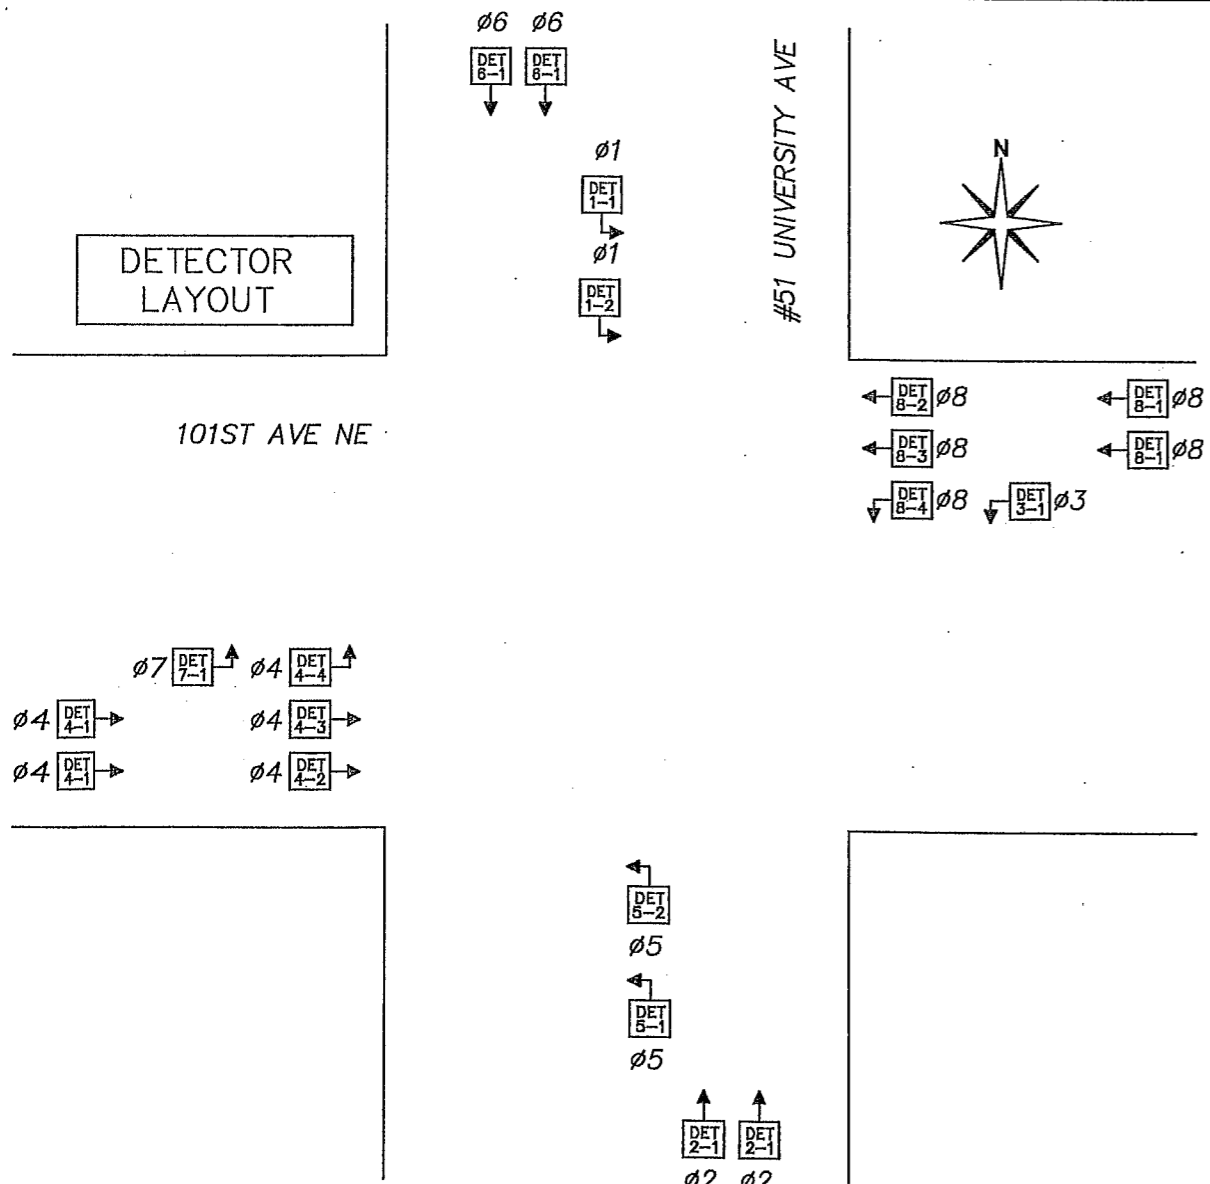 ø6 ø6
DET
6-1
DET
6-1
ø1
DET
1-1
ø1
DET
1-2
#51 UNIVERSITY AVE
N
DETECTOR
LAYOUT
101ST AVE NE
DET
8-2
ø8
DET
8-1
ø8
DET
8-3
ø8
DET
8-1
ø8
DET
8-4
ø8
DET
3-1
ø3
ø7
DET
7-1
ø4
DET
4-4
ø4
DET
4-1
ø4
DET
4-3
ø4
DET
4-1
ø4
DET
4-2
DET
5-2
ø5
DET
5-1
ø5
DET
2-1
DET
2-1
ø2 ø2